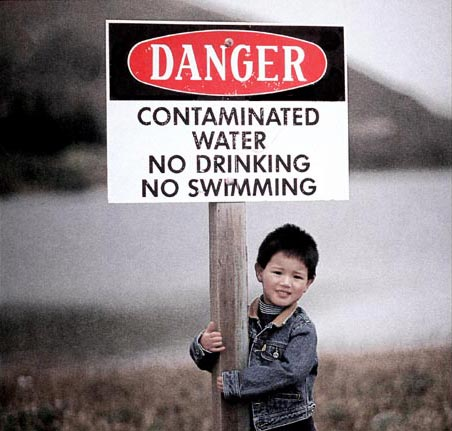 DANGER
CONTAMINATED
WATER
NO DRINKING
NO SWIMMING